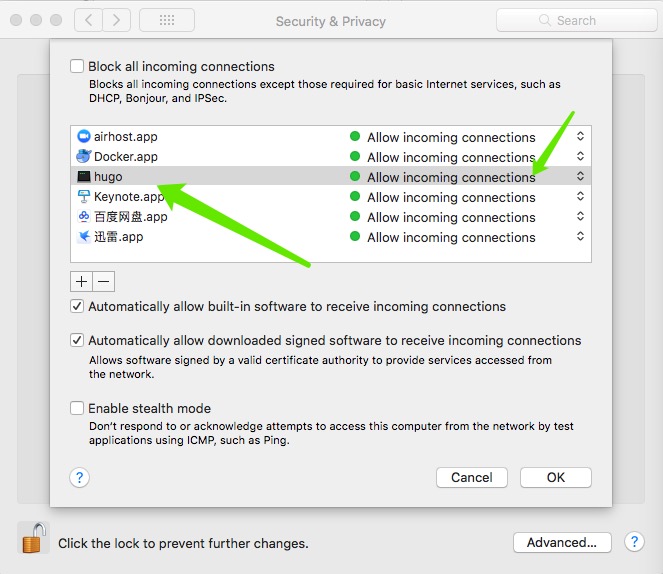 Security & Privacy
Search
Block all incoming connections
Blocks all incoming connections except those required for basic Internet services, such as
DHCP, Bonjour, and IPSec.
airhost.app Allow incoming connections
Docker.app Allow incoming connections
hugo Allow incoming connections
Keynote.app Allow incoming connections
百度网盘.app Allow incoming connections
迅雷.app Allow incoming connections
Automatically allow built-in software to receive incoming connections
Automatically allow downloaded signed software to receive incoming connections
Allows software signed by a valid certificate authority to provide services accessed from
the network.
Enable stealth mode
Don't respond to or acknowledge attempts to access this computer from the network by test
applications using ICMP, such as Ping.
? Cancel OK
Click the lock to prevent further changes. Advanced... ?